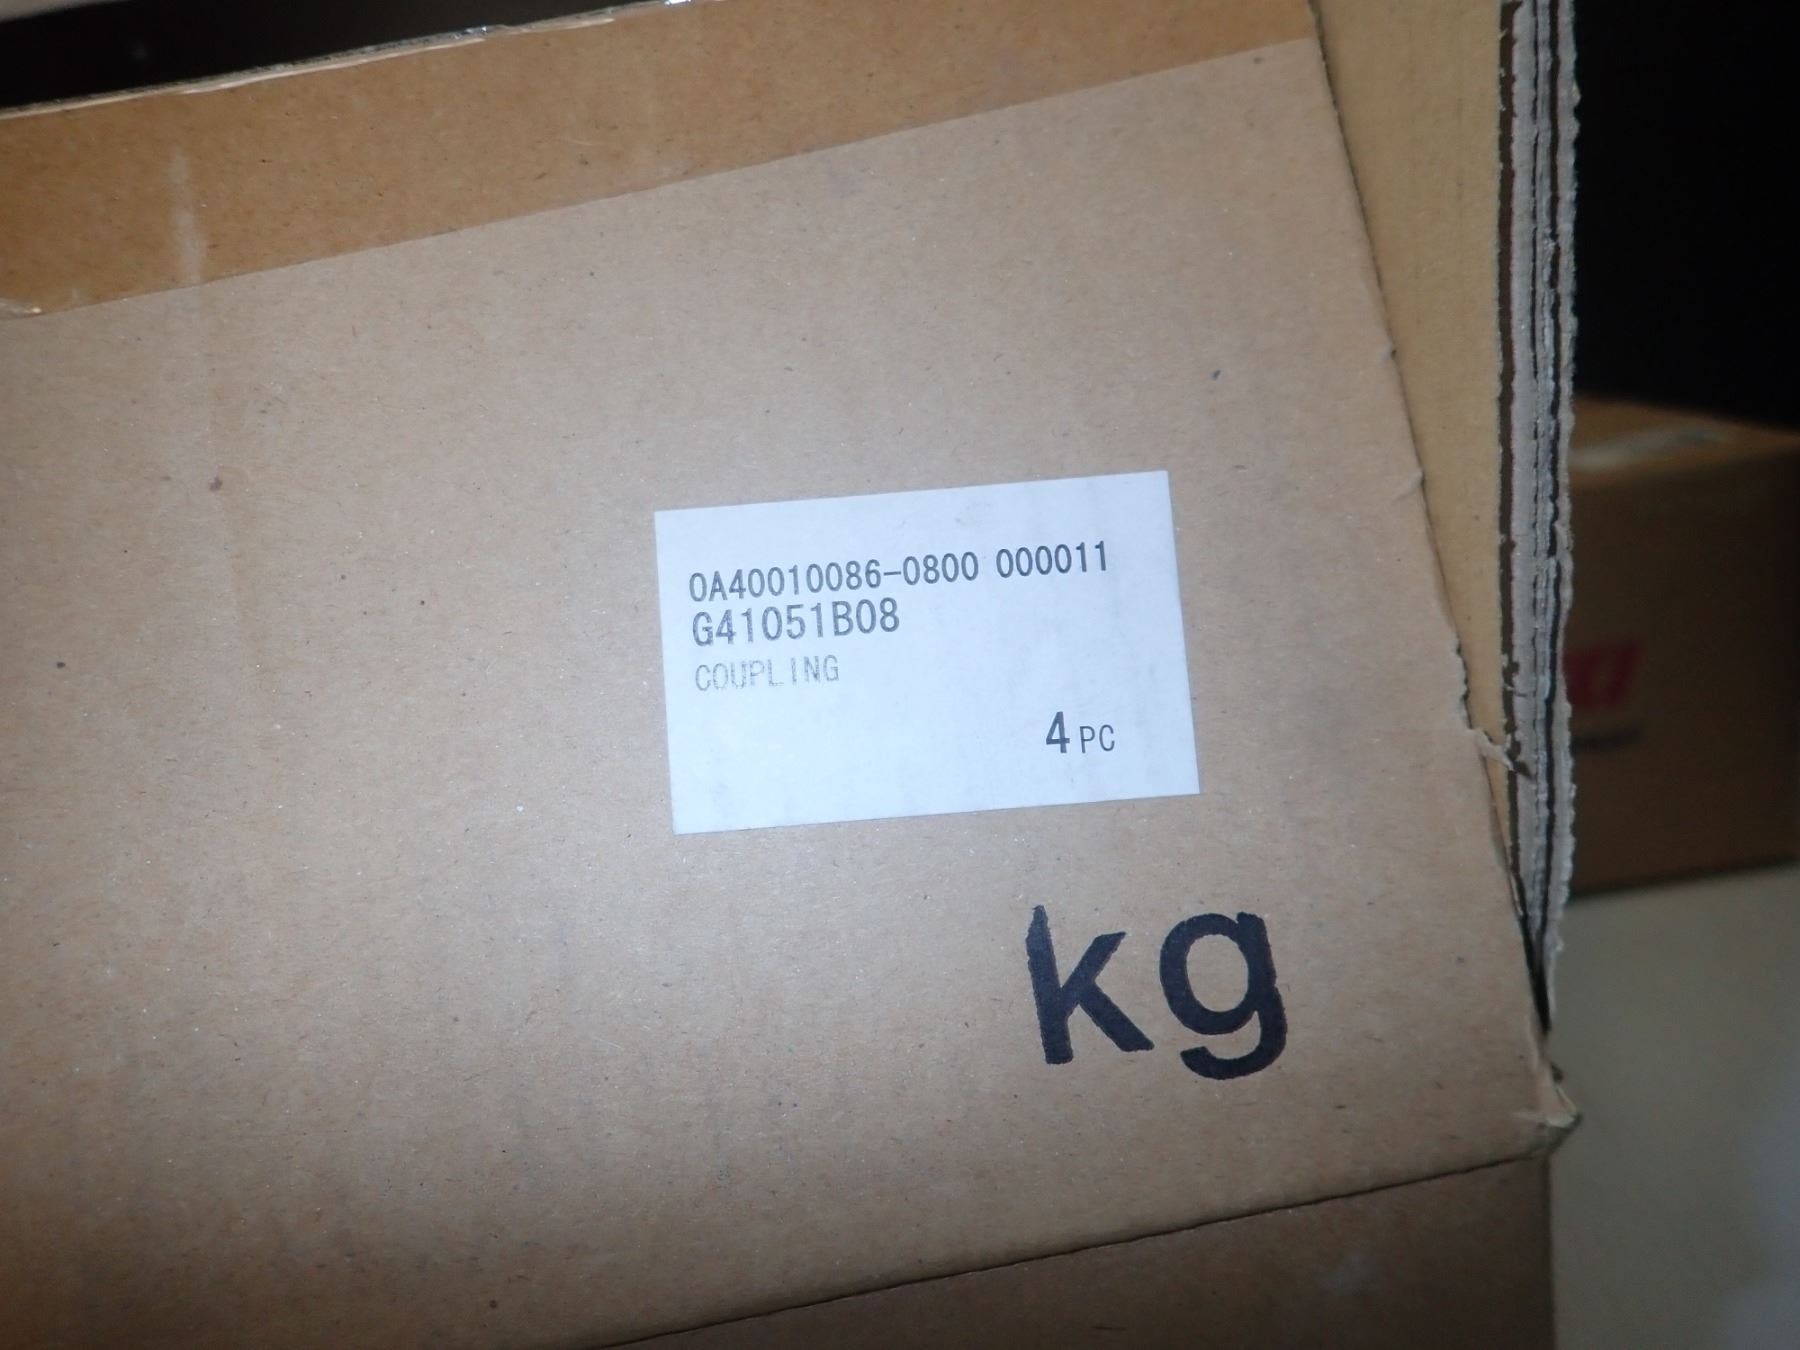 0A40010086-0800 000011
G41051B08
COUPLING
4 PC
kg